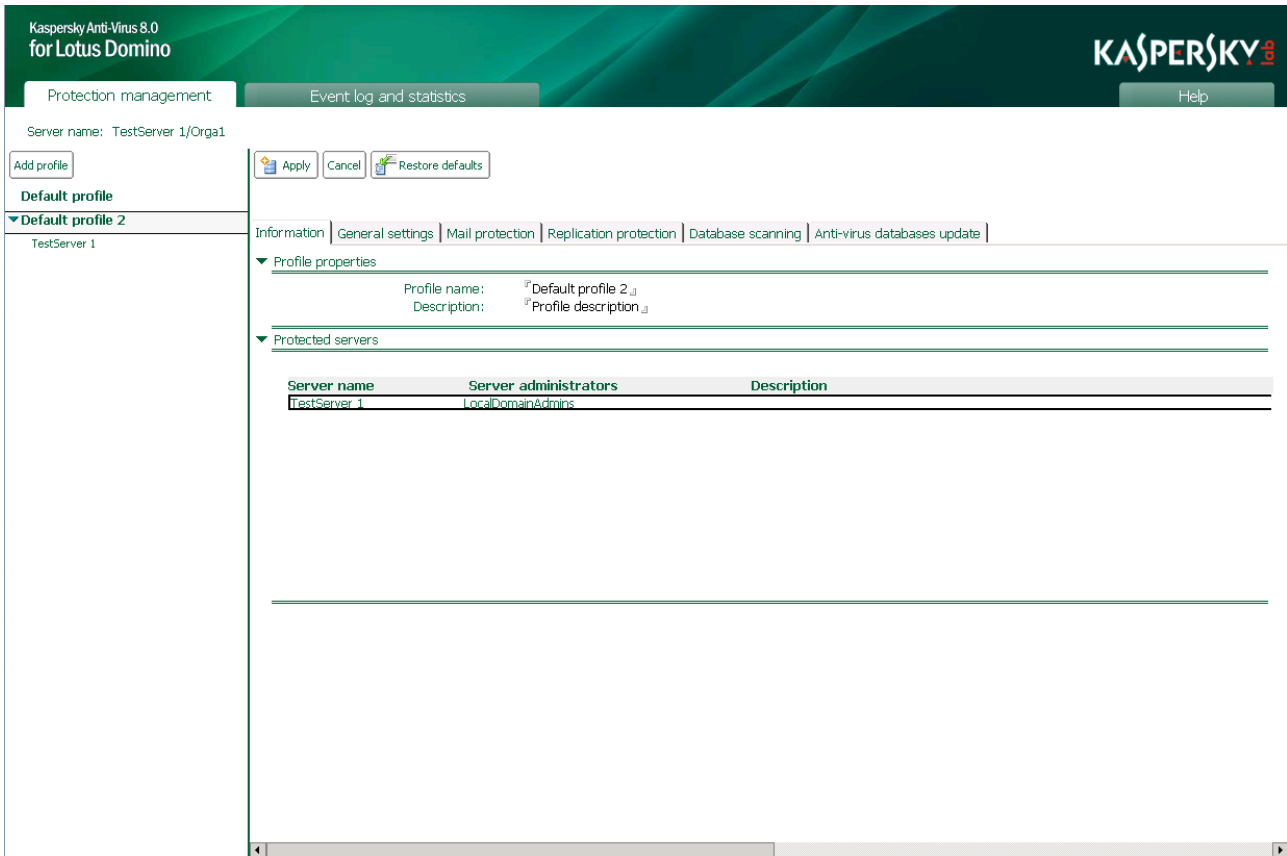 Kaspersky Anti-Virus 8.0
for Lotus Domino
KASPERSKY lab
Protection management
Event log and statistics
Help
Server name: TestServer 1/Orga1
Add profile
Apply
Cancel
Restore defaults
Default profile
Default profile 2
TestServer 1
Information
General settings
Mail protection
Replication protection
Database scanning
Anti-virus databases update
Profile properties
Profile name: Default profile 2
Description: Profile description
Protected servers
Server name Server administrators Description
TestServer 1 LocalDomainAdmins